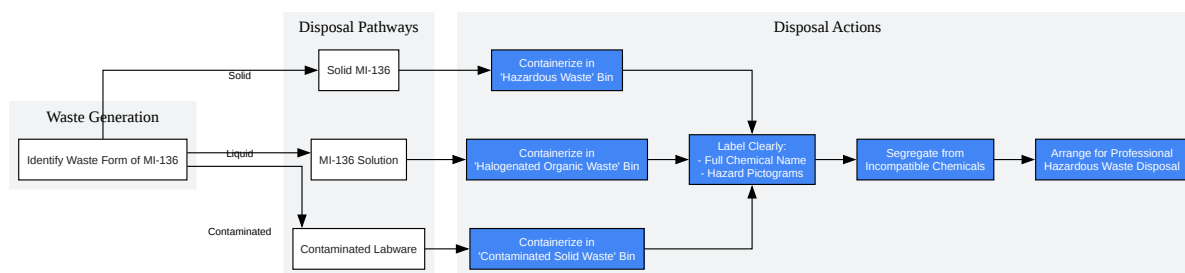 Waste Generation
Identify Waste Form of MI-136
Solid
Liquid
Contaminated
Disposal Pathways
Solid MI-136
MI-136 Solution
Contaminated Labware
Disposal Actions
Containerize in
'Hazardous Waste' Bin
Containerize in
'Halogenated Organic Waste' Bin
Containerize in
'Contaminated Solid Waste' Bin
Label Clearly:
- Full Chemical Name
- Hazard Pictograms
Segregate from
Incompatible Chemicals
Arrange for Professional
Hazardous Waste Disposal